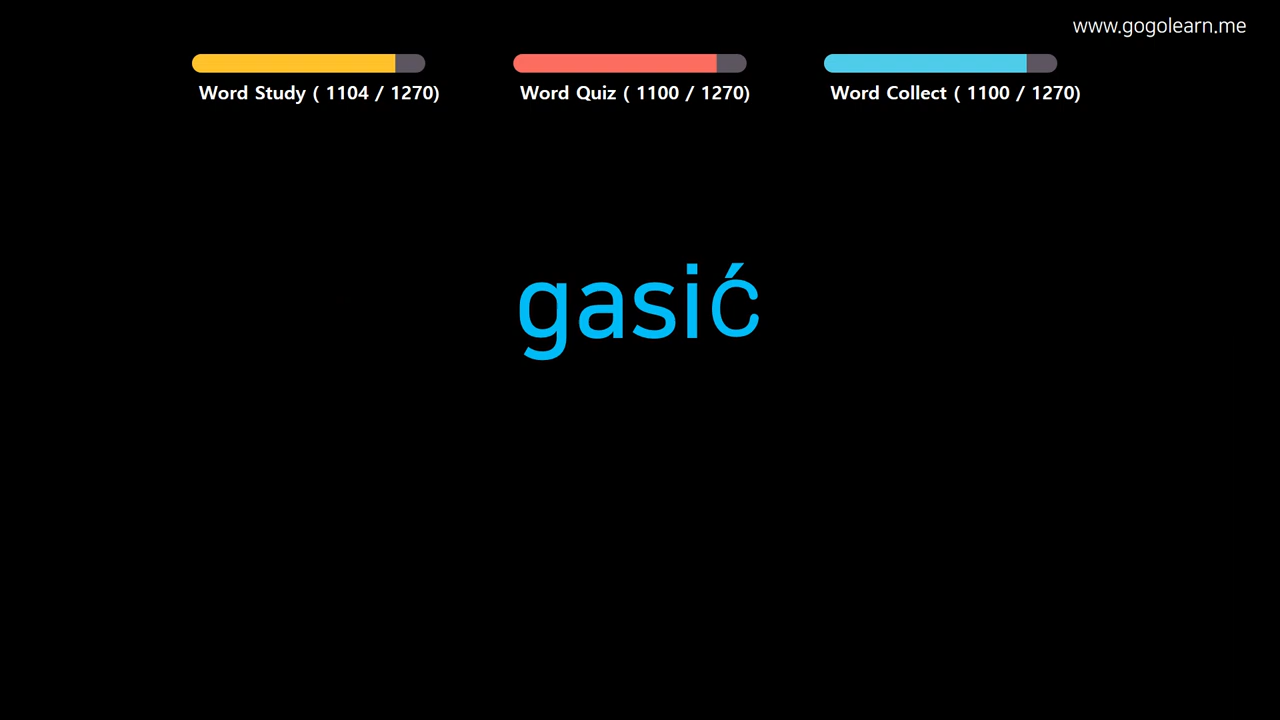 www.gogolearn.me
Word Study ( 1104 / 1270)
Word Quiz ( 1100 / 1270)
Word Collect ( 1100 / 1270)
gasić